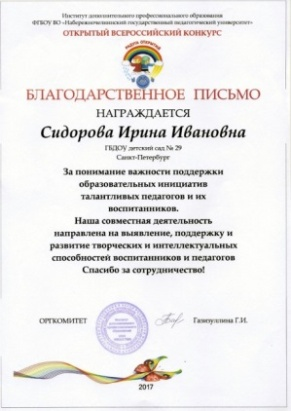 Институт дополнительного профессионального образования
ФГБОУ ВО «Набережночелнинский государственный педагогический университет»
ОТКРЫТЫЙ ВСЕРОССИЙСКИЙ КОНКУРС
БЛАГОДАРСТВЕННОЕ ПИСЬМО
НАГРАЖДАЕТСЯ
Сидорова Ирина Ивановна
ГБДОУ детский сад № 29
Санкт-Петербург
За понимание важности поддержки
образовательных инициатив
талантливых педагогов и их
воспитанников.
Наша совместная деятельность
направлена на выявление, поддержку и
развитие творческих и интеллектуальных
способностей воспитанников и педагогов
Спасибо за сотрудничество!
ОРГКОМИТЕТ Газизуллина Г.И.
2017